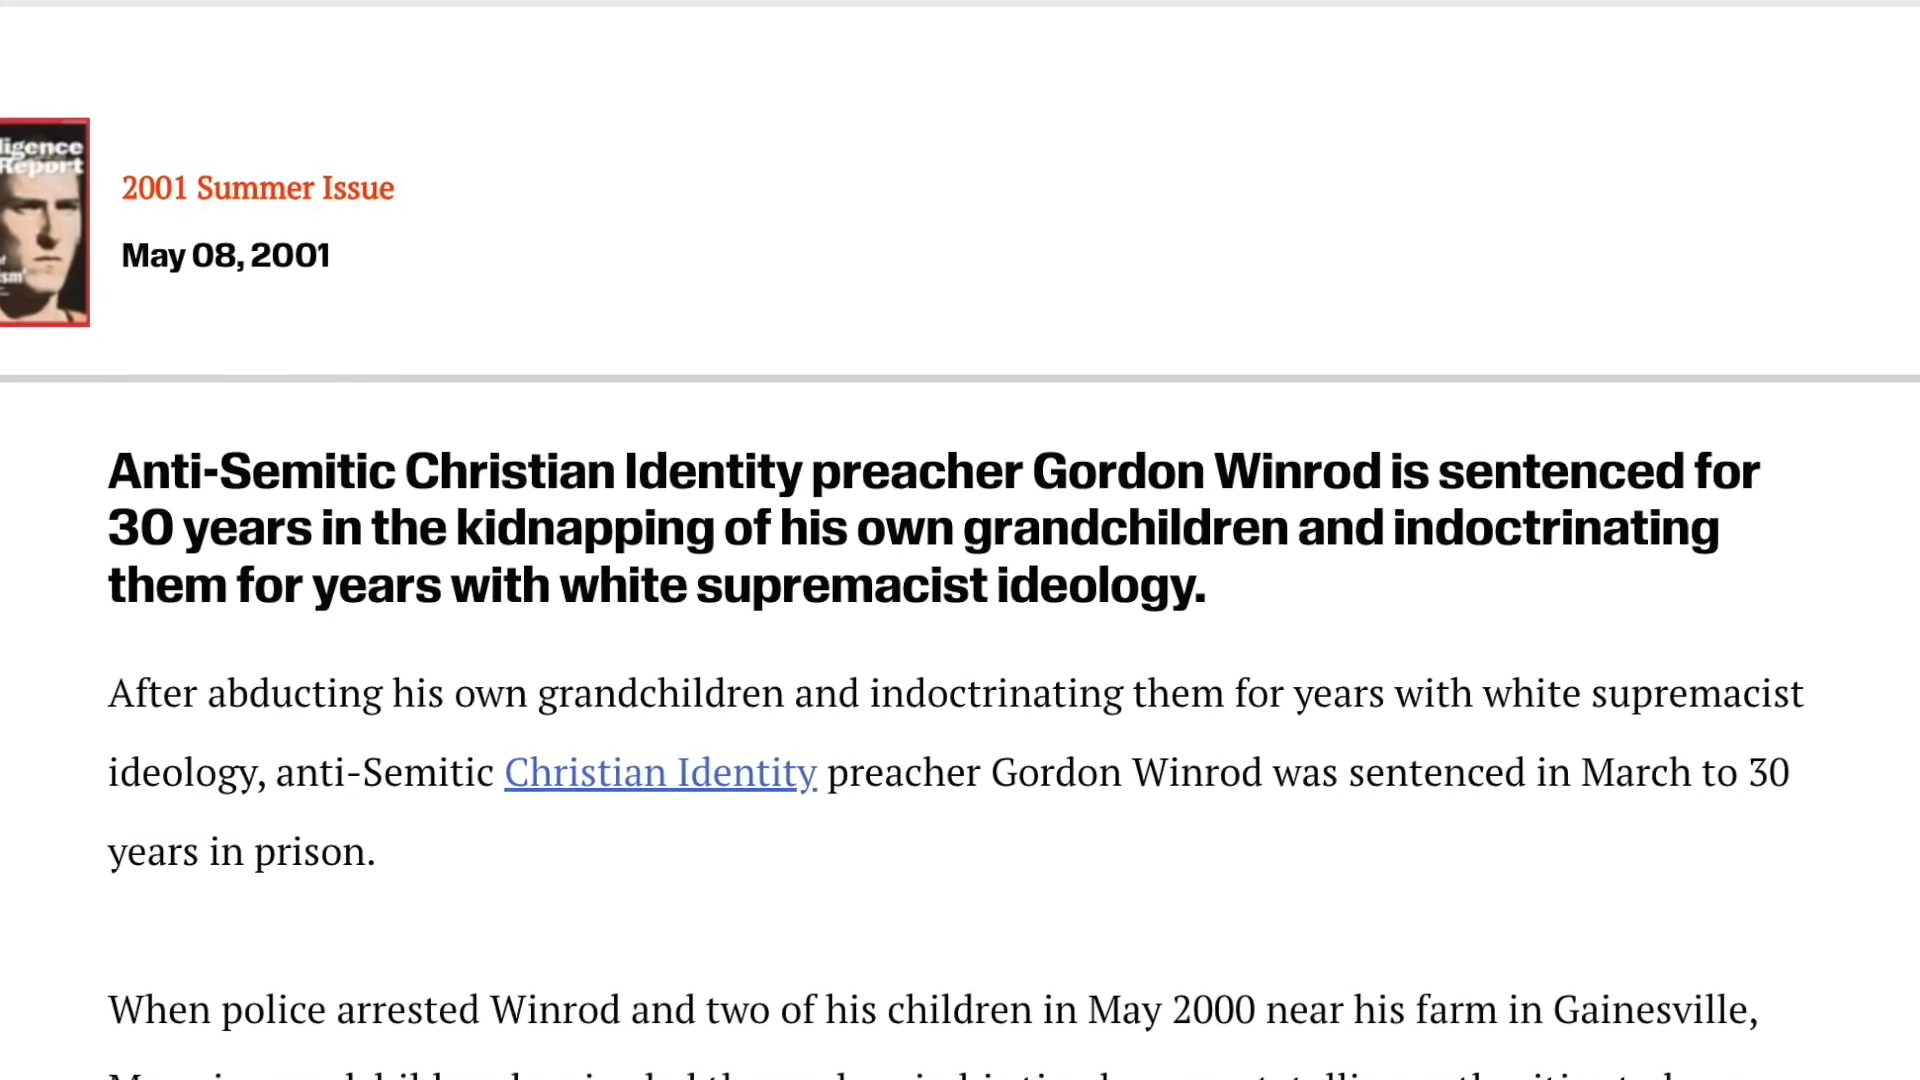 ligence
Report
2001 Summer Issue
May 08, 2001
Anti-Semitic Christian Identity preacher Gordon Winrod is sentenced for
30 years in the kidnapping of his own grandchildren and indoctrinating
them for years with white supremacist ideology.
After abducting his own grandchildren and indoctrinating them for years with white supremacist
ideology, anti-Semitic Christian Identity preacher Gordon Winrod was sentenced in March to 30
years in prison.
When police arrested Winrod and two of his children in May 2000 near his farm in Gainesville,